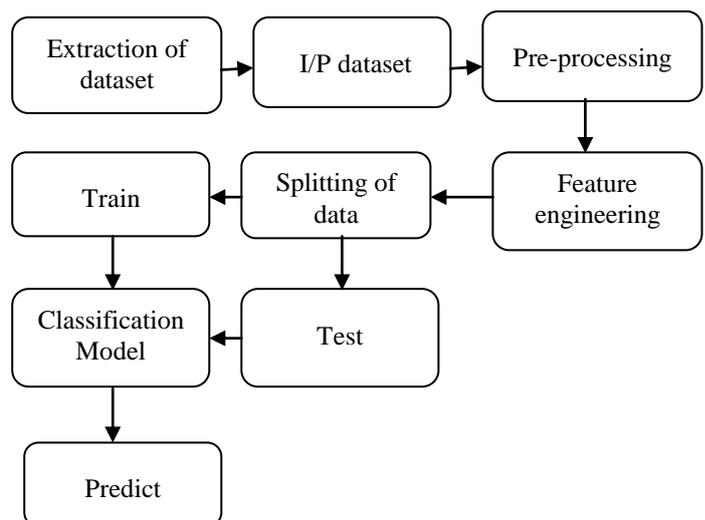 Extraction of
dataset
I/P dataset
Pre-processing
Feature
engineering
Splitting of
data
Train
Test
Classification
Model
Predict